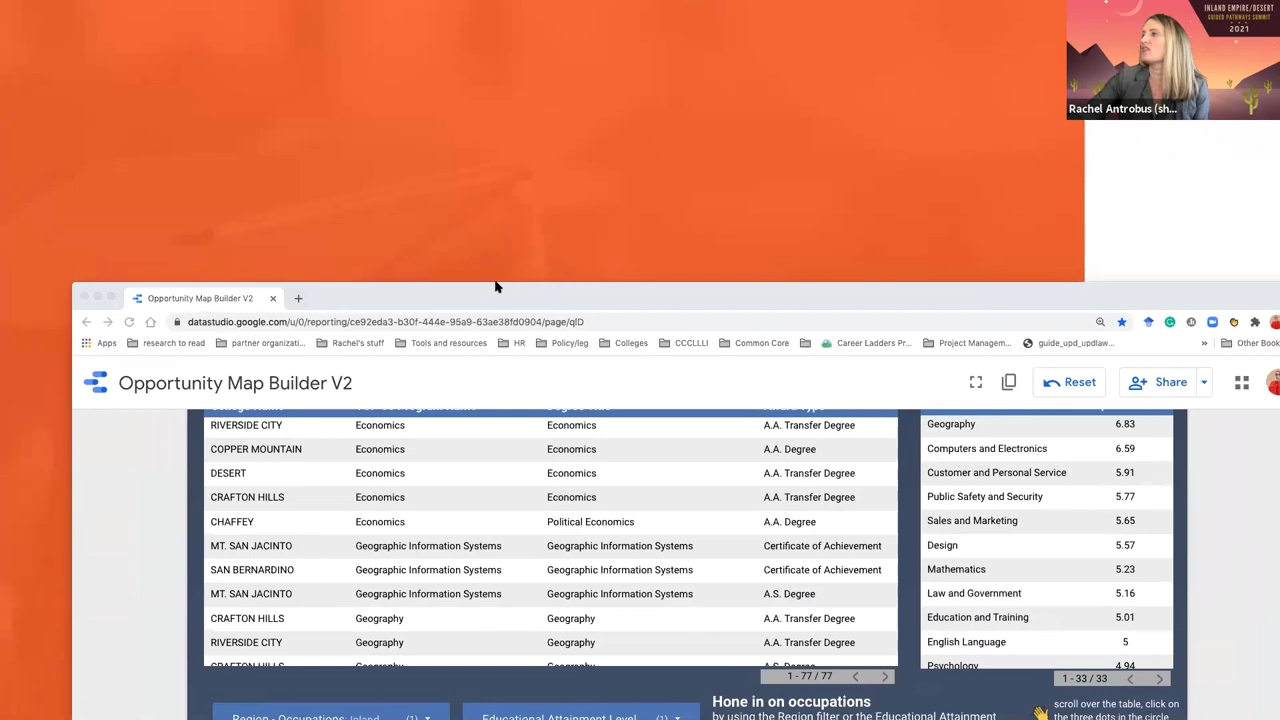 INLAND EMPIRE/DESERT
GUIDED PATHWAYS SUMMIT
2021
Rachel Antrobus (sh...
Opportunity Map Builder V2
datastudio.google.com/u/0/reporting/ce92eda3-b30f-444e-95a9-63ae38fd0904/page/qlD
Apps research to read partner organizati... Rachel's stuff Tools and resources HR Policy/leg Colleges CCCLLLI Common Core Career Ladders Pr... Project Managem... guide_upd_updlaw... » Other Book
Opportunity Map Builder V2 Reset Share
RIVERSIDE CITY Economics Economics A.A. Transfer Degree Geography 6.83
COPPER MOUNTAIN Economics Economics A.A. Degree Computers and Electronics 6.59
DESERT Economics Economics A.A. Transfer Degree Customer and Personal Service 5.91
CRAFTON HILLS Economics Economics A.A. Transfer Degree Public Safety and Security 5.77
CHAFFEY Economics Political Economics A.A. Degree Sales and Marketing 5.65
MT. SAN JACINTO Geographic Information Systems Geographic Information Systems Certificate of Achievement Design 5.57
SAN BERNARDINO Geographic Information Systems Geographic Information Systems Certificate of Achievement Mathematics 5.23
MT. SAN JACINTO Geographic Information Systems Geographic Information Systems A.S. Degree Law and Government 5.16
CRAFTON HILLS Geography Geography A.A. Transfer Degree Education and Training 5.01
RIVERSIDE CITY Geography Geography A.A. Transfer Degree English Language 5
CRAFTON HILLS Geography Geography A.S. Degree Psychology 4.94
1 - 77 / 77 1 - 33 / 33
Hone in on occupations
by using the Region filter or the Educational Attainment
Region - Occupations: Inland (1) Educational Attainment Level (1)
scroll over the table, click on
the three dots in the circle